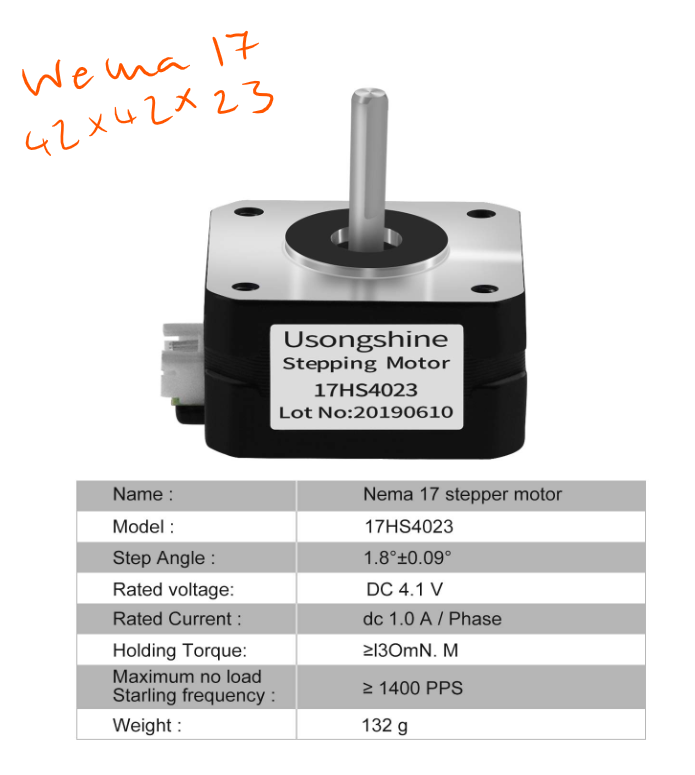 Wema 17
42x42x23
Usongshine
Stepping Motor
17HS4023
Lot No:20190610
Name : Nema 17 stepper motor
Model : 17HS4023
Step Angle : 1.8°±0.09°
Rated voltage: DC 4.1 V
Rated Current : dc 1.0 A / Phase
Holding Torque: ≥I3OmN. M
Maximum no load
Starling frequency : ≥ 1400 PPS
Weight : 132 g